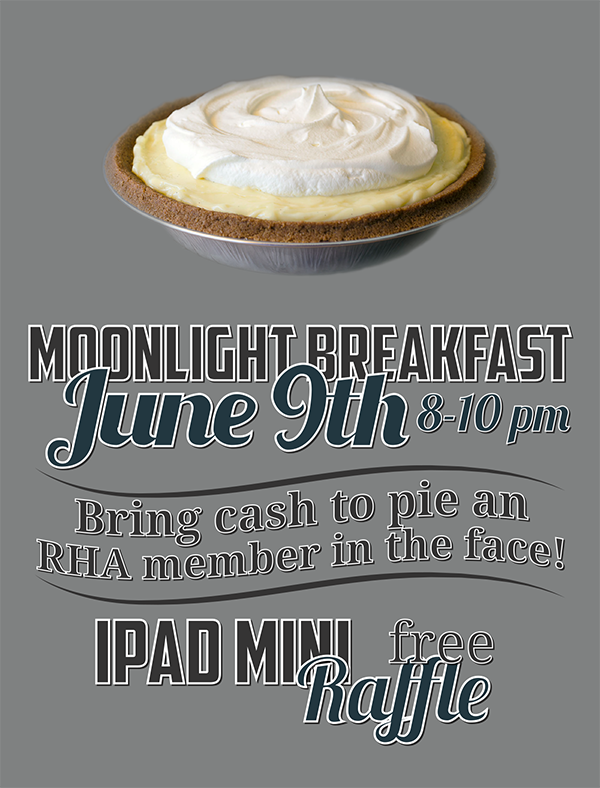 MOONLIGHT BREAKFAST
June 9th 8-10 pm
Bring cash to pie an
RHA member in the face!
IPAD MINI free
Raffle